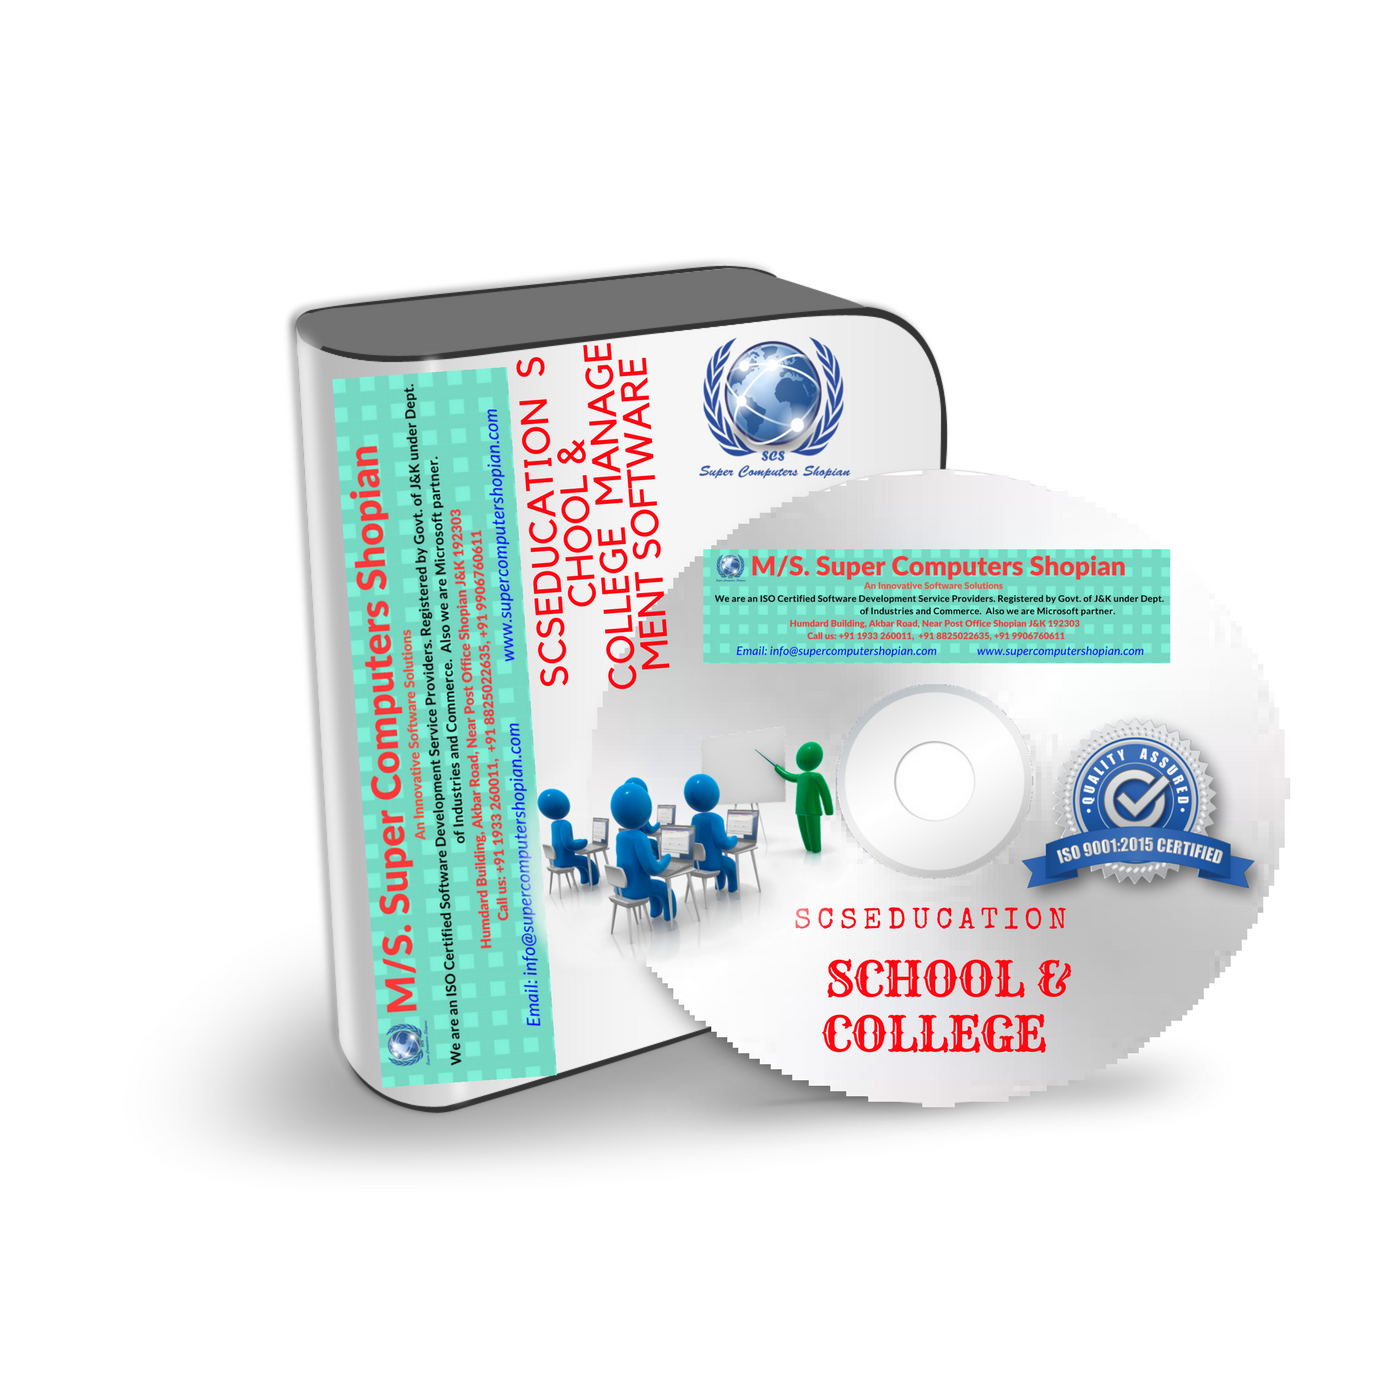 M/S. Super Computers Shopian
An Innovative Software Solutions
We are an ISO Certified Software Development Service Providers. Registered by Govt. of J&K under Dept.
of Industries and Commerce. Also we are Microsoft partner.
Humdard Building, Akbar Road, Near Post Office Shopian J&K 192303
Call us: +91 1933 260011, +91 8825022635, +91 9906760611
Email: info@supercomputershopian.com www.supercomputershopian.com
SCSEDUCATION S
CHOOL &
COLLEGE MANAGE
MENT SOFTWARE
SCS
Super Computers Shopian
M/S. Super Computers Shopian
An Innovative Software Solutions
We are an ISO Certified Software Development Service Providers. Registered by Govt. of J&K under Dept.
of Industries and Commerce. Also we are Microsoft partner.
Humdard Building, Akbar Road, Near Post Office Shopian J&K 192303
Call us: +91 1933 260011, +91 8825022635, +91 9906760611
Email: info@supercomputershopian.com www.supercomputershopian.com
QUALITY ASSURED
ISO 9001:2015 CERTIFIED
SCSEDUCATION
SCHOOL &
COLLEGE